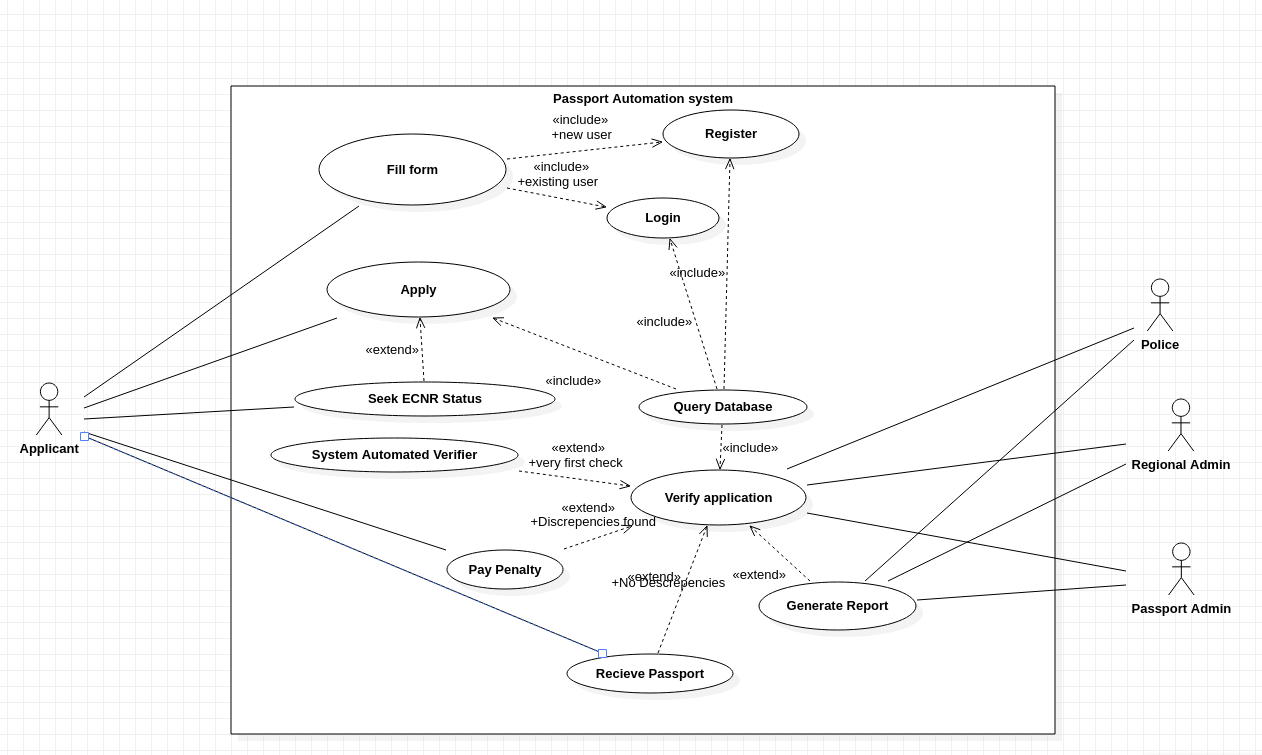 Passport Automation system
«include»
+new user
Register
Fill form
«include»
+existing user
Login
«include»
Apply
«include»
Police
«extend»
«include»
Seek ECNR Status
Query Database
Applicant
«extend»
+very first check
«include»
System Automated Verifier
Regional Admin
Verify application
«extend»
+Discrepencies found
Pay Penalty
«extend»
+No Descrepencies
«extend»
Generate Report
Passport Admin
Recieve Passport